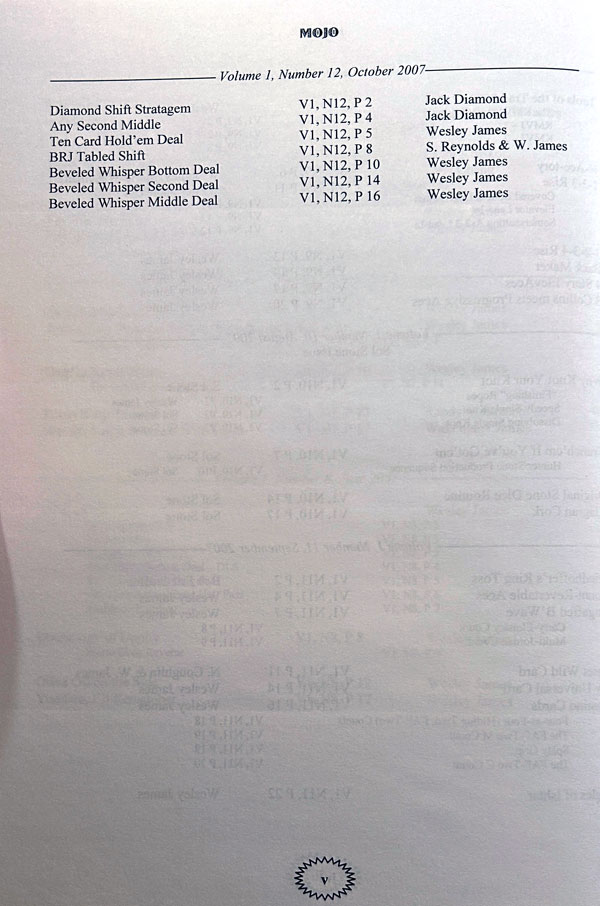 MOJO
Volume 1, Number 12, October 2007
Diamond Shift Stratagem V1, N12, P 2 Jack Diamond
Any Second Middle V1, N12, P 4 Jack Diamond
Ten Card Hold'em Deal V1, N12, P 5 Wesley James
BRJ Tabled Shift V1, N12, P 8 S. Reynolds & W. James
Beveled Whisper Bottom Deal V1, N12, P 10 Wesley James
Beveled Whisper Second Deal V1, N12, P 14 Wesley James
Beveled Whisper Middle Deal V1, N12, P 16 Wesley James
v